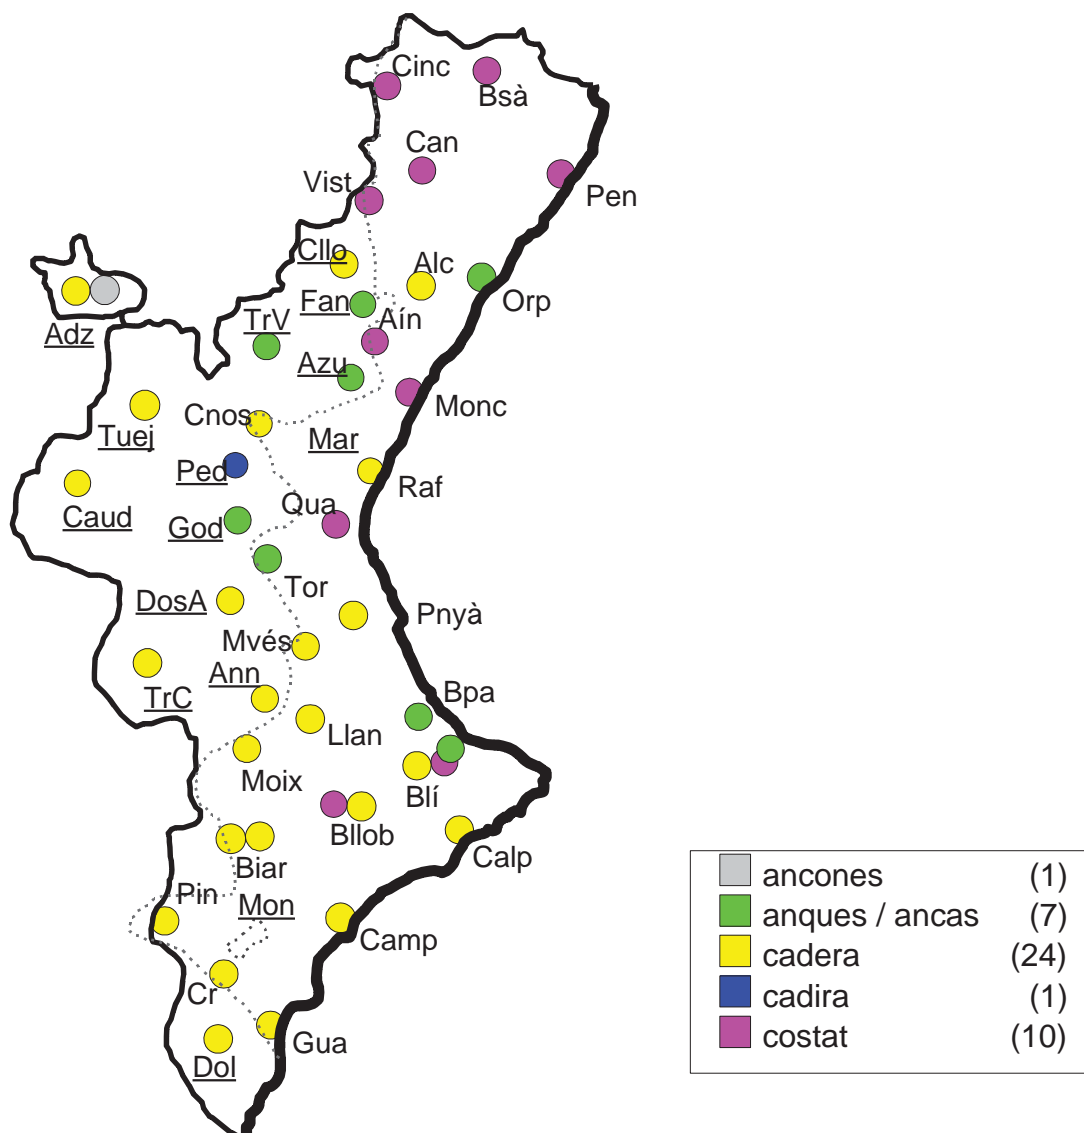 Cinc
Bsà
Can
Vist
Pen
Cllo
Alc
Orp
Fan
Adz
TrV
Aín
Azu
Monc
Cnos
Tuej
Mar
Ped
Raf
Caud
God
Qua
Tor
DosA
Pnyà
Mvés
Ann
TrC
Bpa
Llan
Moix
Blí
Bllob
Calp
Biar
Pin
Mon
Camp
Cr
Gua
Dol
ancones (1)
anques / ancas (7)
cadera (24)
cadira (1)
costat (10)